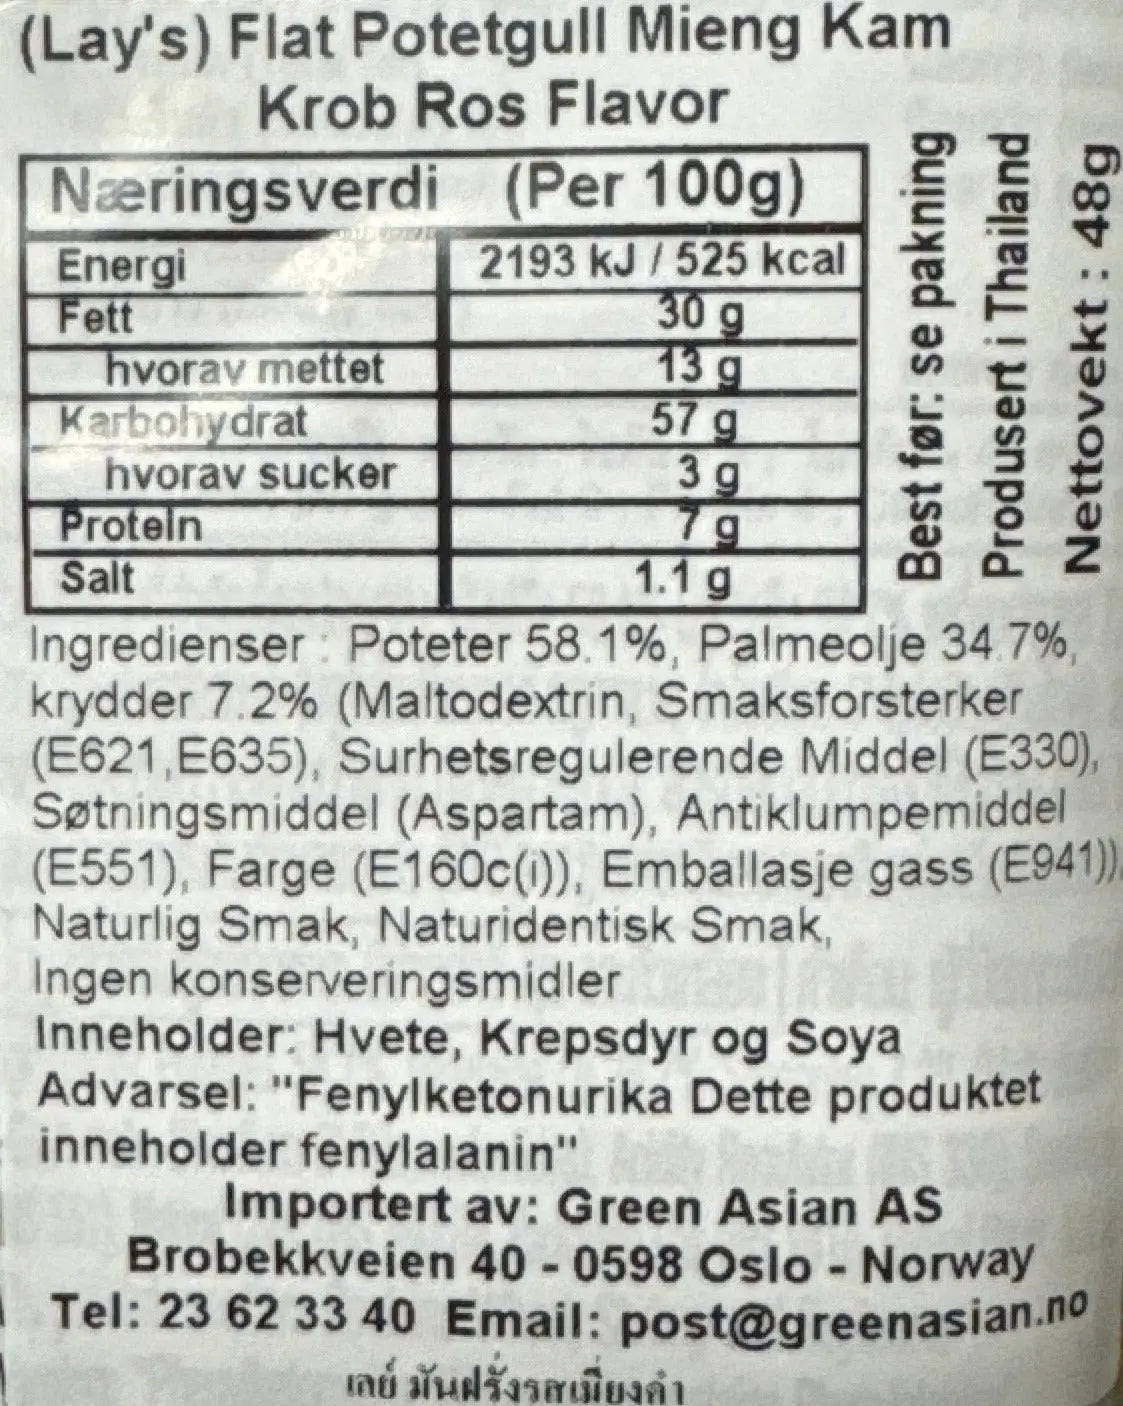 (Lay's) Flat Potetgull Mieng Kam
Krob Ros Flavor
Næringsverdi (Per 100g)
Energi 2193 kJ / 525 kcal
Fett 30 g
hvorav mettet 13 g
Karbohydrat 57 g
hvorav sucker 3 g
Protein 7 g
Salt 1.1 g
Best før: se pakning
Produsert i Thailand
Nettovekt : 48g
Ingredienser : Poteter 58.1%, Palmeolje 34.7%,
krydder 7.2% (Maltodextrin, Smaksforsterker
(E621,E635), Surhetsregulerende Middel (E330),
Søtningsmiddel (Aspartam), Antiklumpemiddel
(E551), Farge (E160c(i)), Emballasje gass (E941)),
Naturlig Smak, Naturidentisk Smak,
Ingen konserveringsmidler
Inneholder: Hvete, Krepsdyr og Soya
Advarsel: "Fenylketonurika Dette produktet
inneholder fenylalanin"
Importert av: Green Asian AS
Brobekkveien 40 - 0598 Oslo - Norway
Tel: 23 62 33 40 Email: post@greenasian.no
เลย์ มันฝรั่งรสเมี่ยงคำ